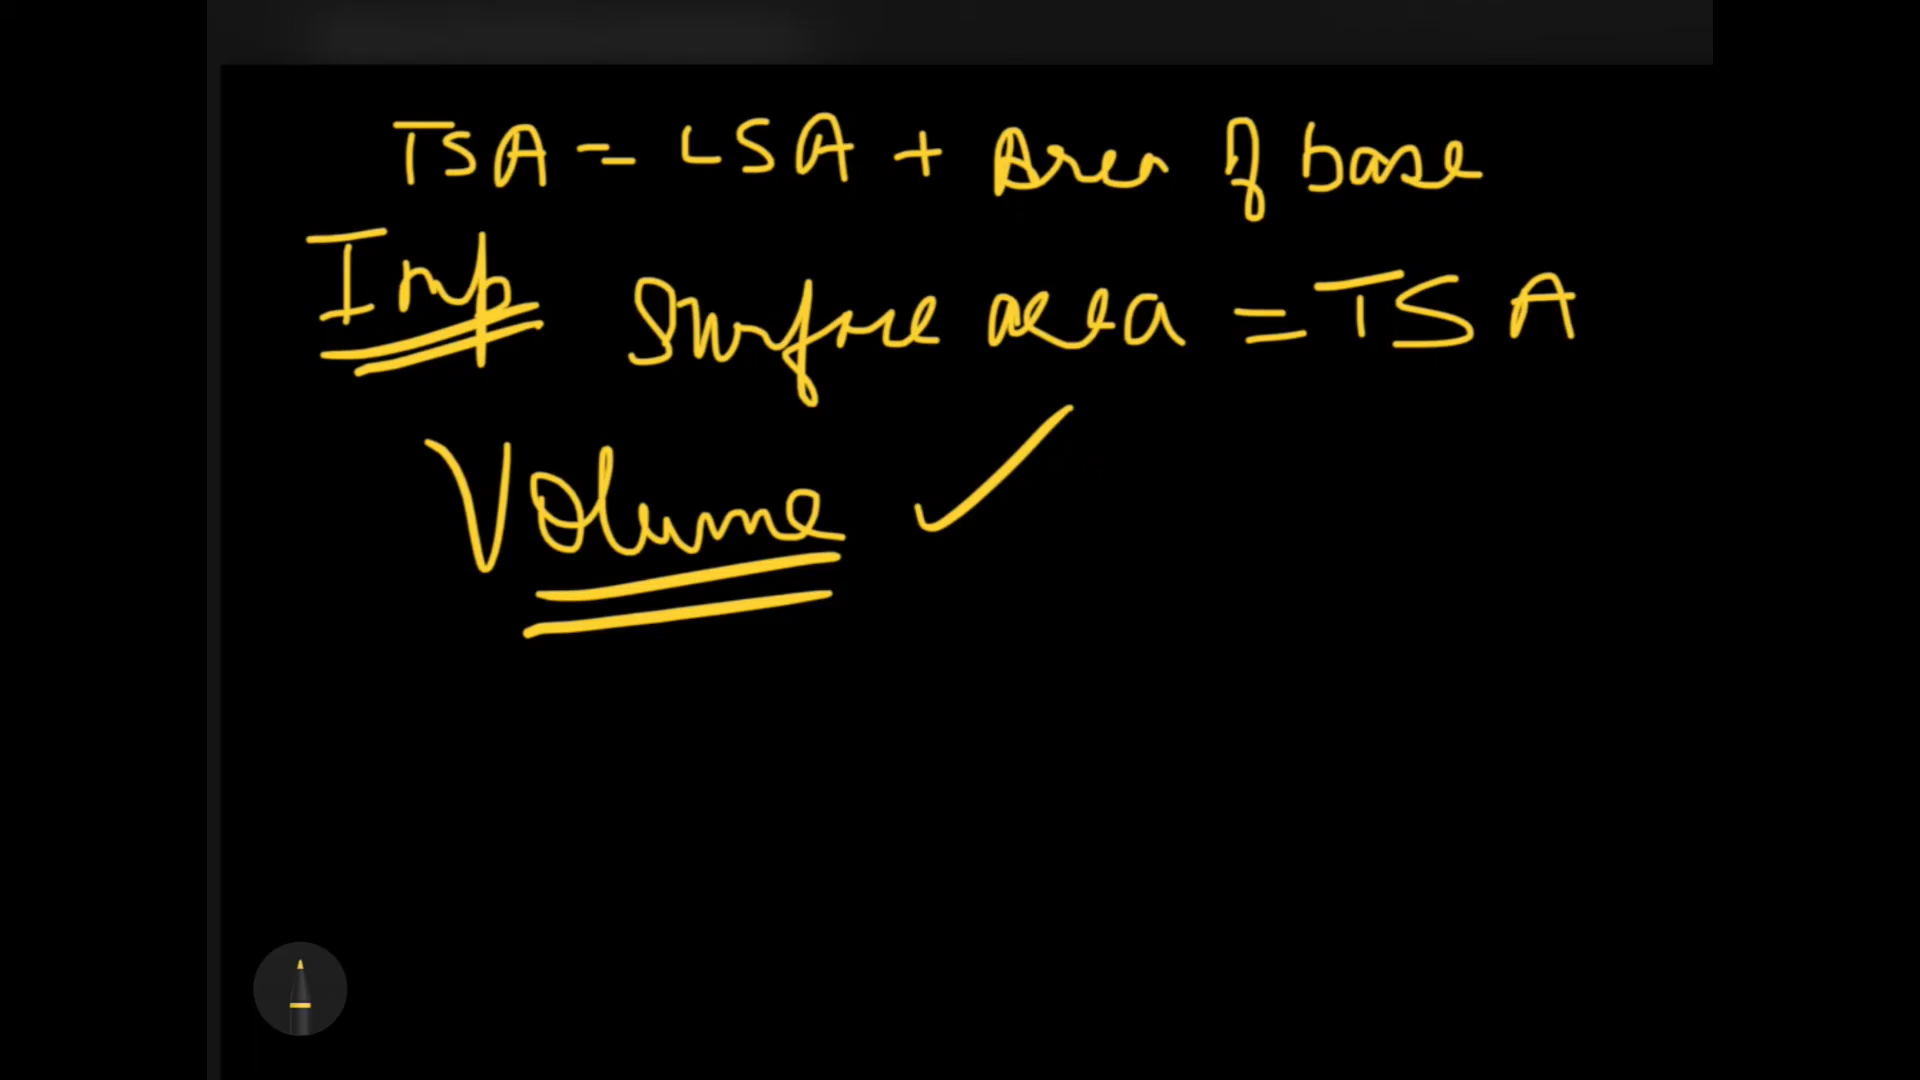 TSA = LSA + Area of base
Imp Surface area = TSA
Volume ✓